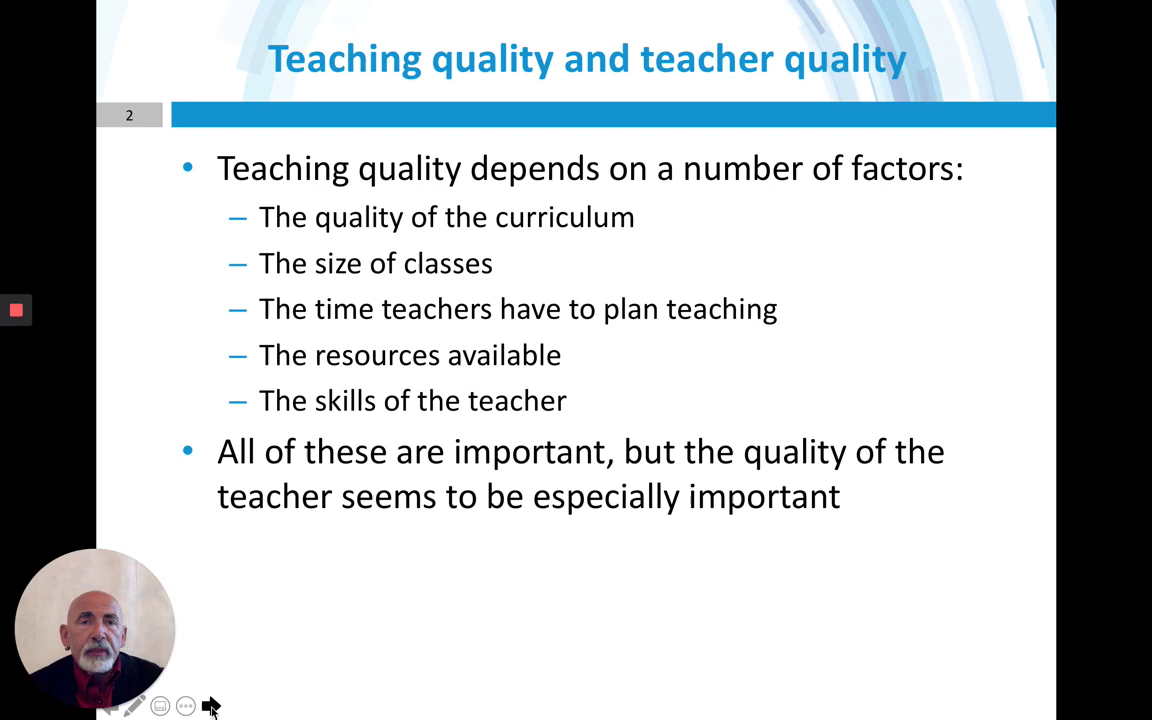 Teaching quality and teacher quality
2
• Teaching quality depends on a number of factors:
– The quality of the curriculum
– The size of classes
– The time teachers have to plan teaching
– The resources available
– The skills of the teacher
• All of these are important, but the quality of the
teacher seems to be especially important